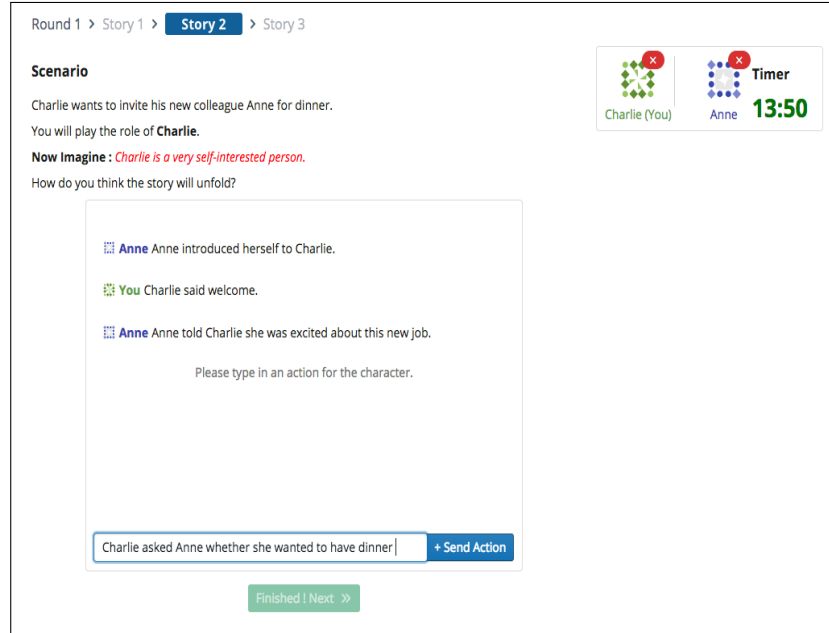 Round 1 > Story 1 > Story 2 > Story 3
Scenario
Charlie wants to invite his new colleague Anne for dinner.
You will play the role of Charlie.
Now Imagine : Charlie is a very self-interested person.
How do you think the story will unfold?
x x
Timer
13:50
Charlie (You) Anne
Anne Anne introduced herself to Charlie.
You Charlie said welcome.
Anne Anne told Charlie she was excited about this new job.
Please type in an action for the character.
Charlie asked Anne whether she wanted to have dinner
+ Send Action
Finished ! Next »